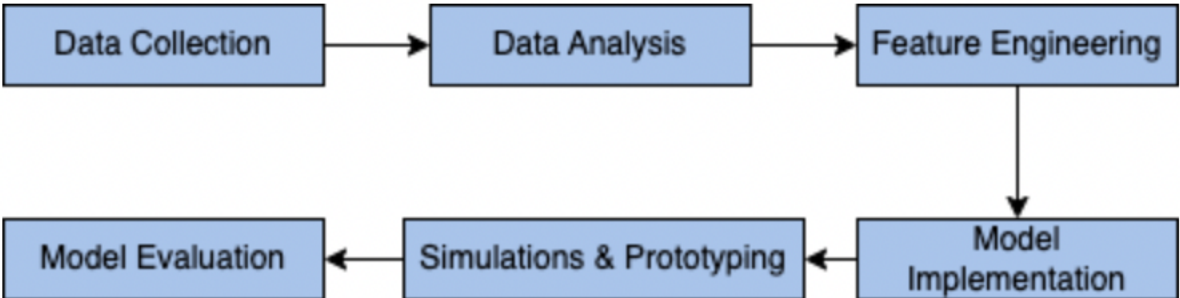 Data Collection
Data Analysis
Feature Engineering
Model
Implementation
Simulations & Prototyping
Model Evaluation